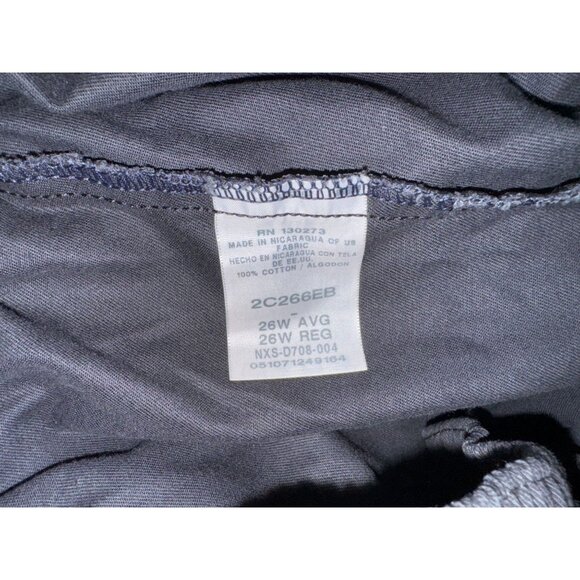 RN 130273
MADE IN NICARAGUA OF US
FABRIC
HECHO EN NICARAGUA CON TELA
DE EE.UU.
100% COTTON / ALGODON
2C266EB
-
26W AVG
26W REG
NXS-D708-004
051071249164